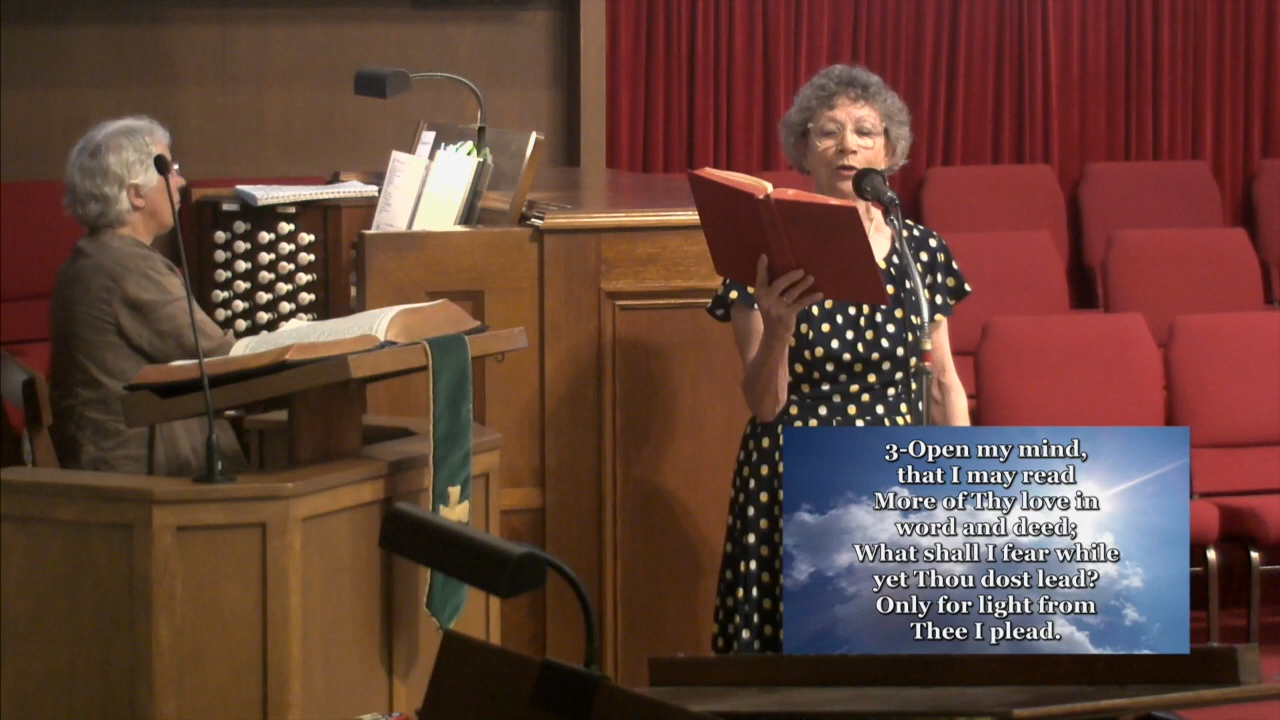 3-Open my mind,
that I may read
More of Thy love in
word and deed;
What shall I fear while
yet Thou dost lead?
Only for light from
Thee I plead.